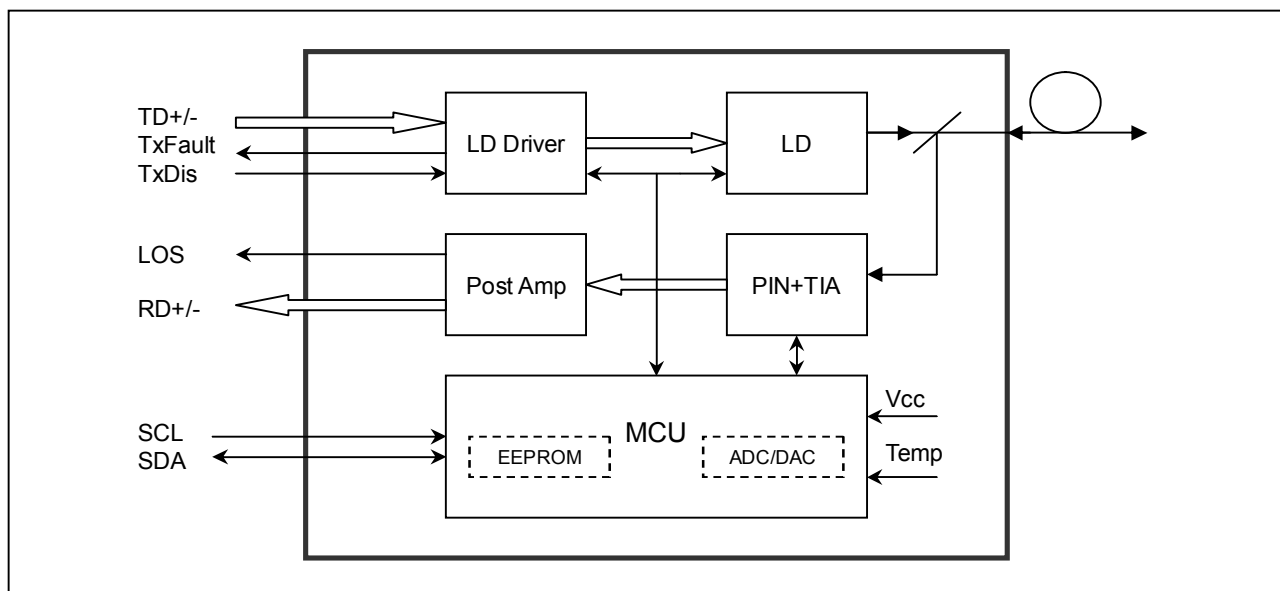 TD+/-
TxFault
TxDis
LD Driver
LD
LOS
RD+/-
Post Amp
PIN+TIA
SCL
SDA
MCU
EEPROM
ADC/DAC
Vcc
Temp